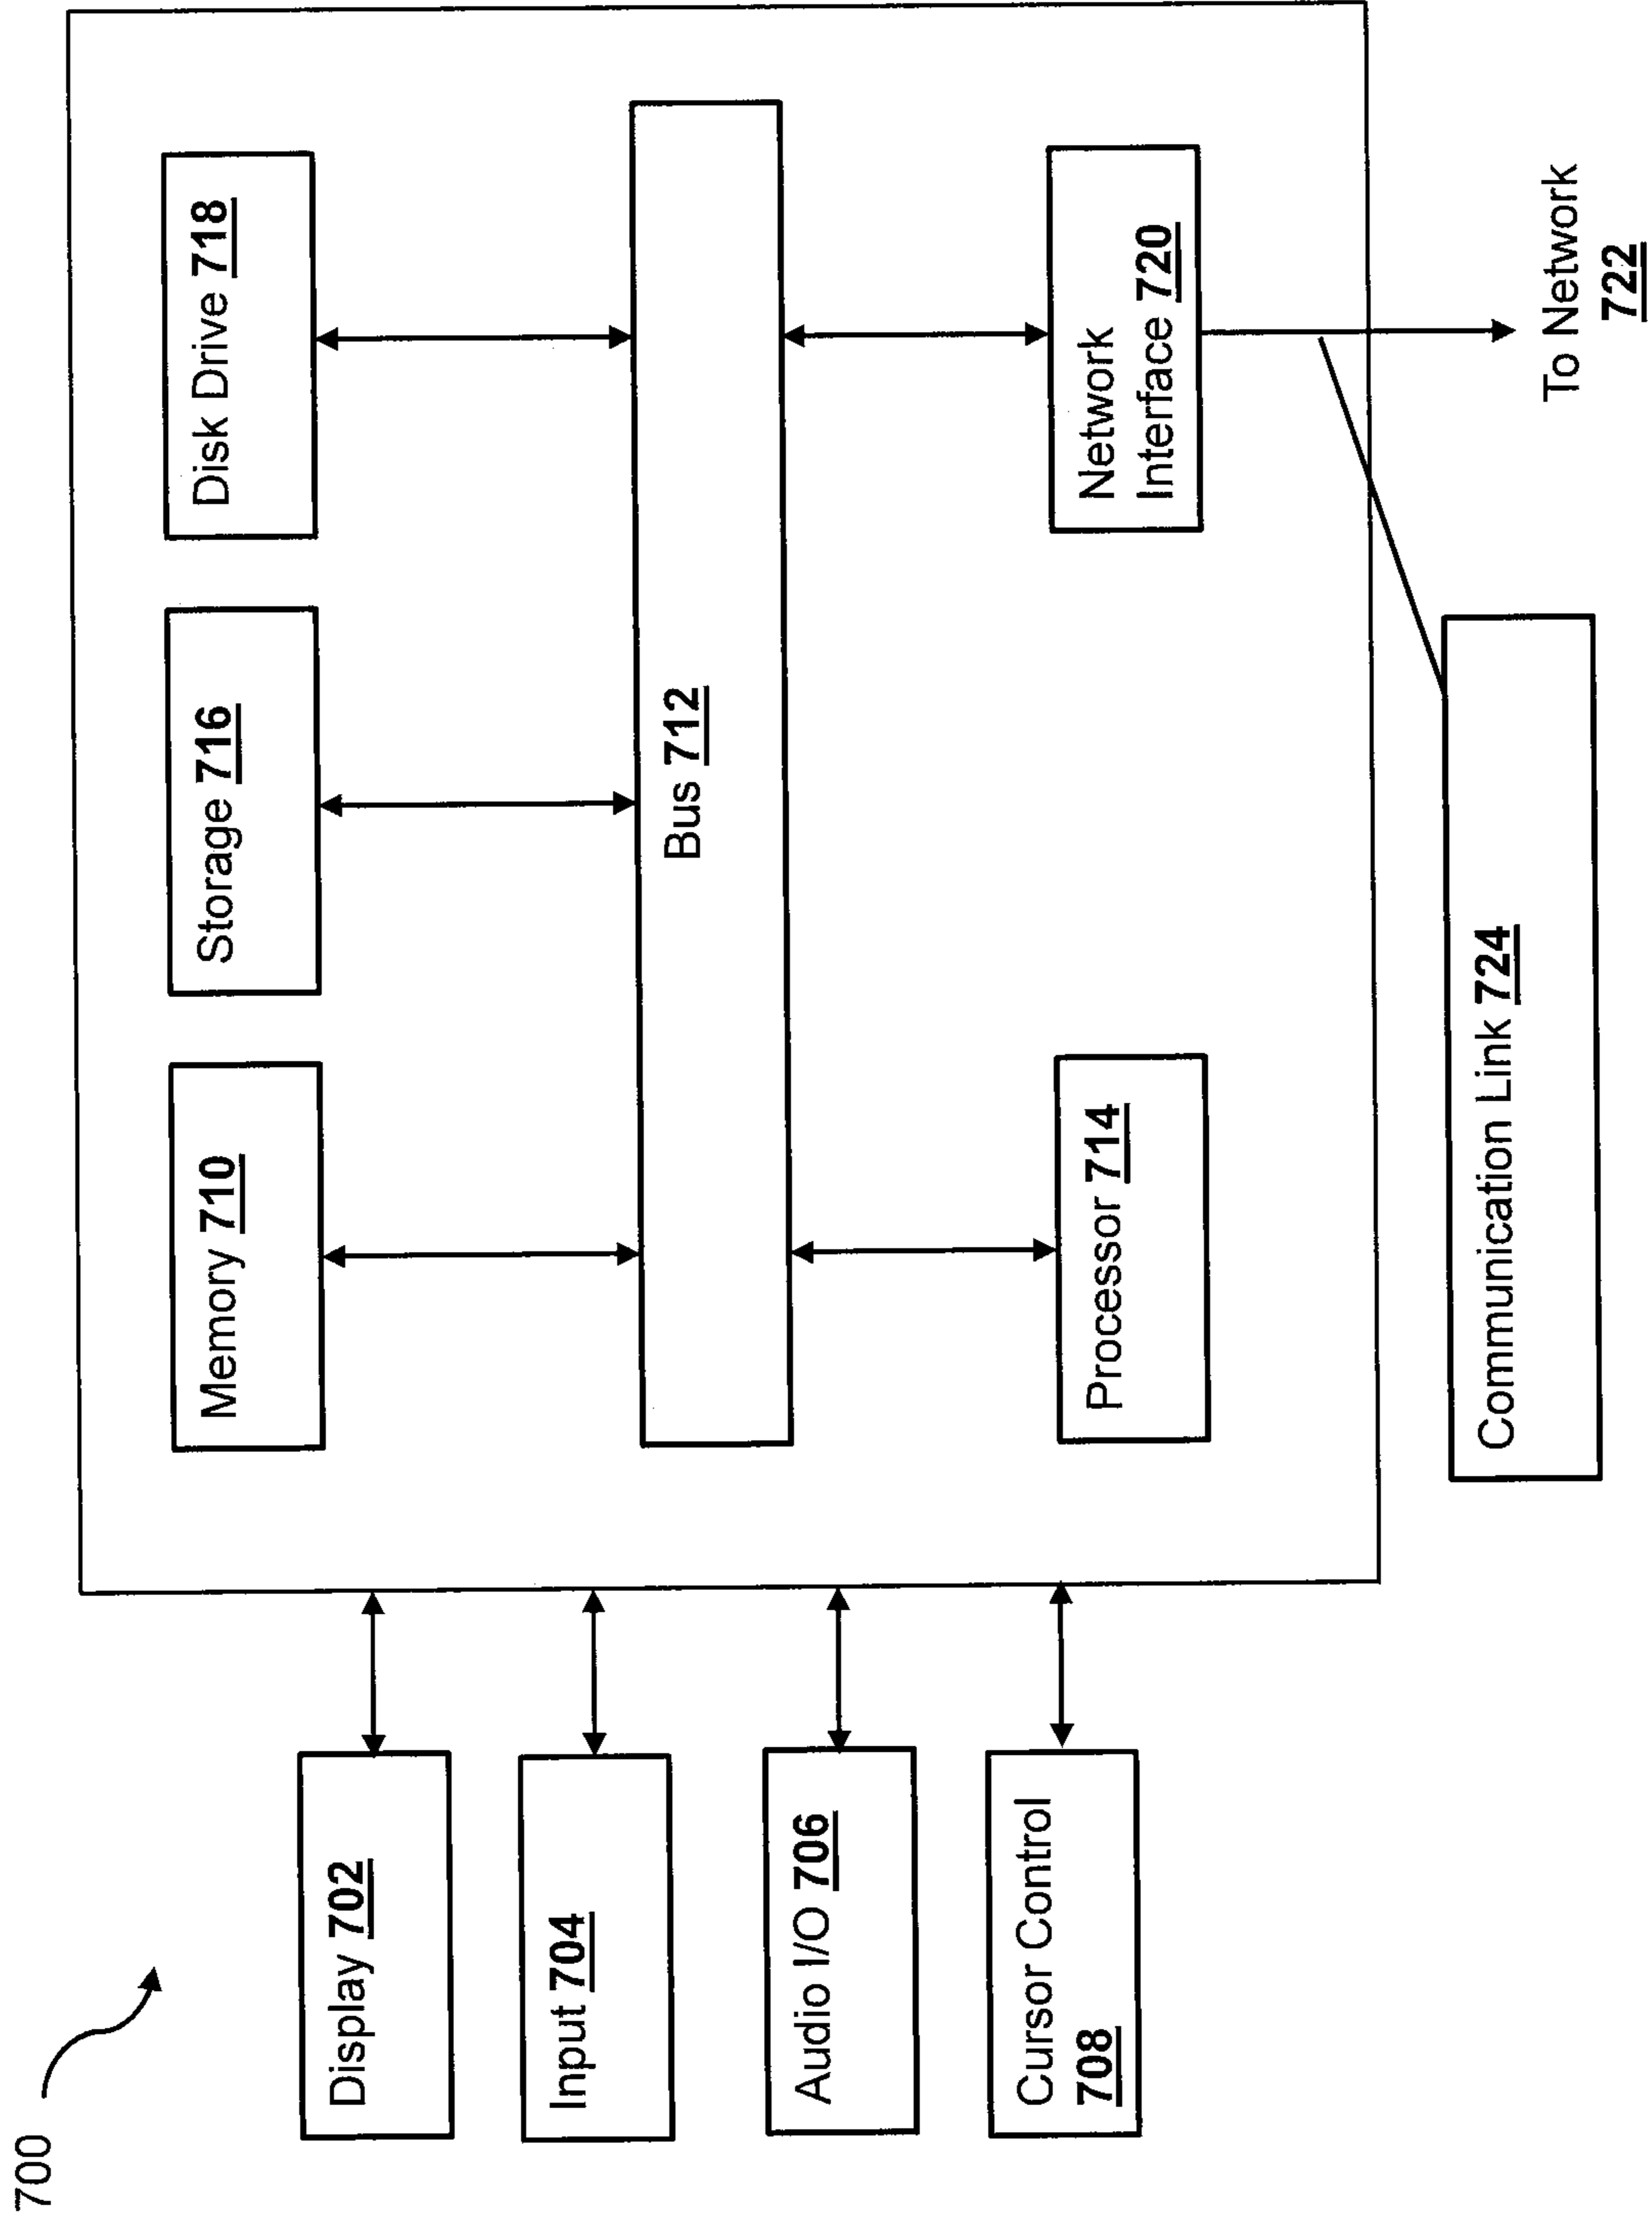 700
Display 702
Input 704
Audio I/O 706
Cursor Control
708
Memory 710
Storage 716
Disk Drive 718
Bus 712
Processor 714
Network
Interface 720
Communication Link 724
To Network
722